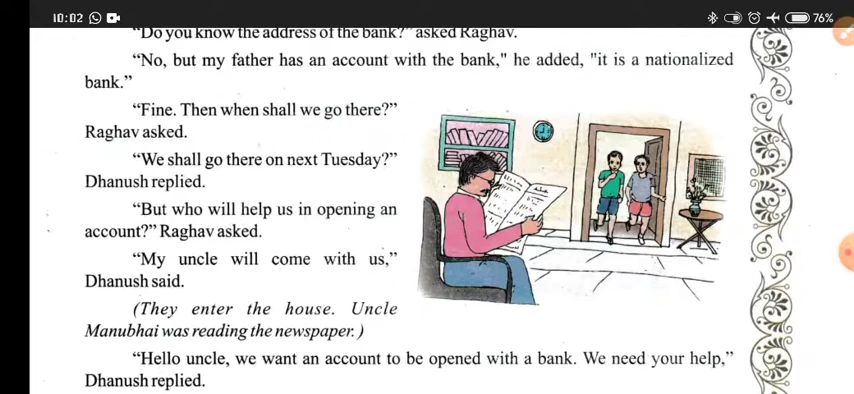 10:02
76%
"Do you know the address of the bank?" asked Raghav.
"No, but my father has an account with the bank," he added, "it is a nationalized
bank."
"Fine. Then when shall we go there?"
Raghav asked.
"We shall go there on next Tuesday?"
Dhanush replied.
"But who will help us in opening an
account?" Raghav asked.
"My uncle will come with us,"
Dhanush said.
(They enter the house. Uncle
Manubhai was reading the newspaper. )
"Hello uncle, we want an account to be opened with a bank. We need your help,"
Dhanush replied.